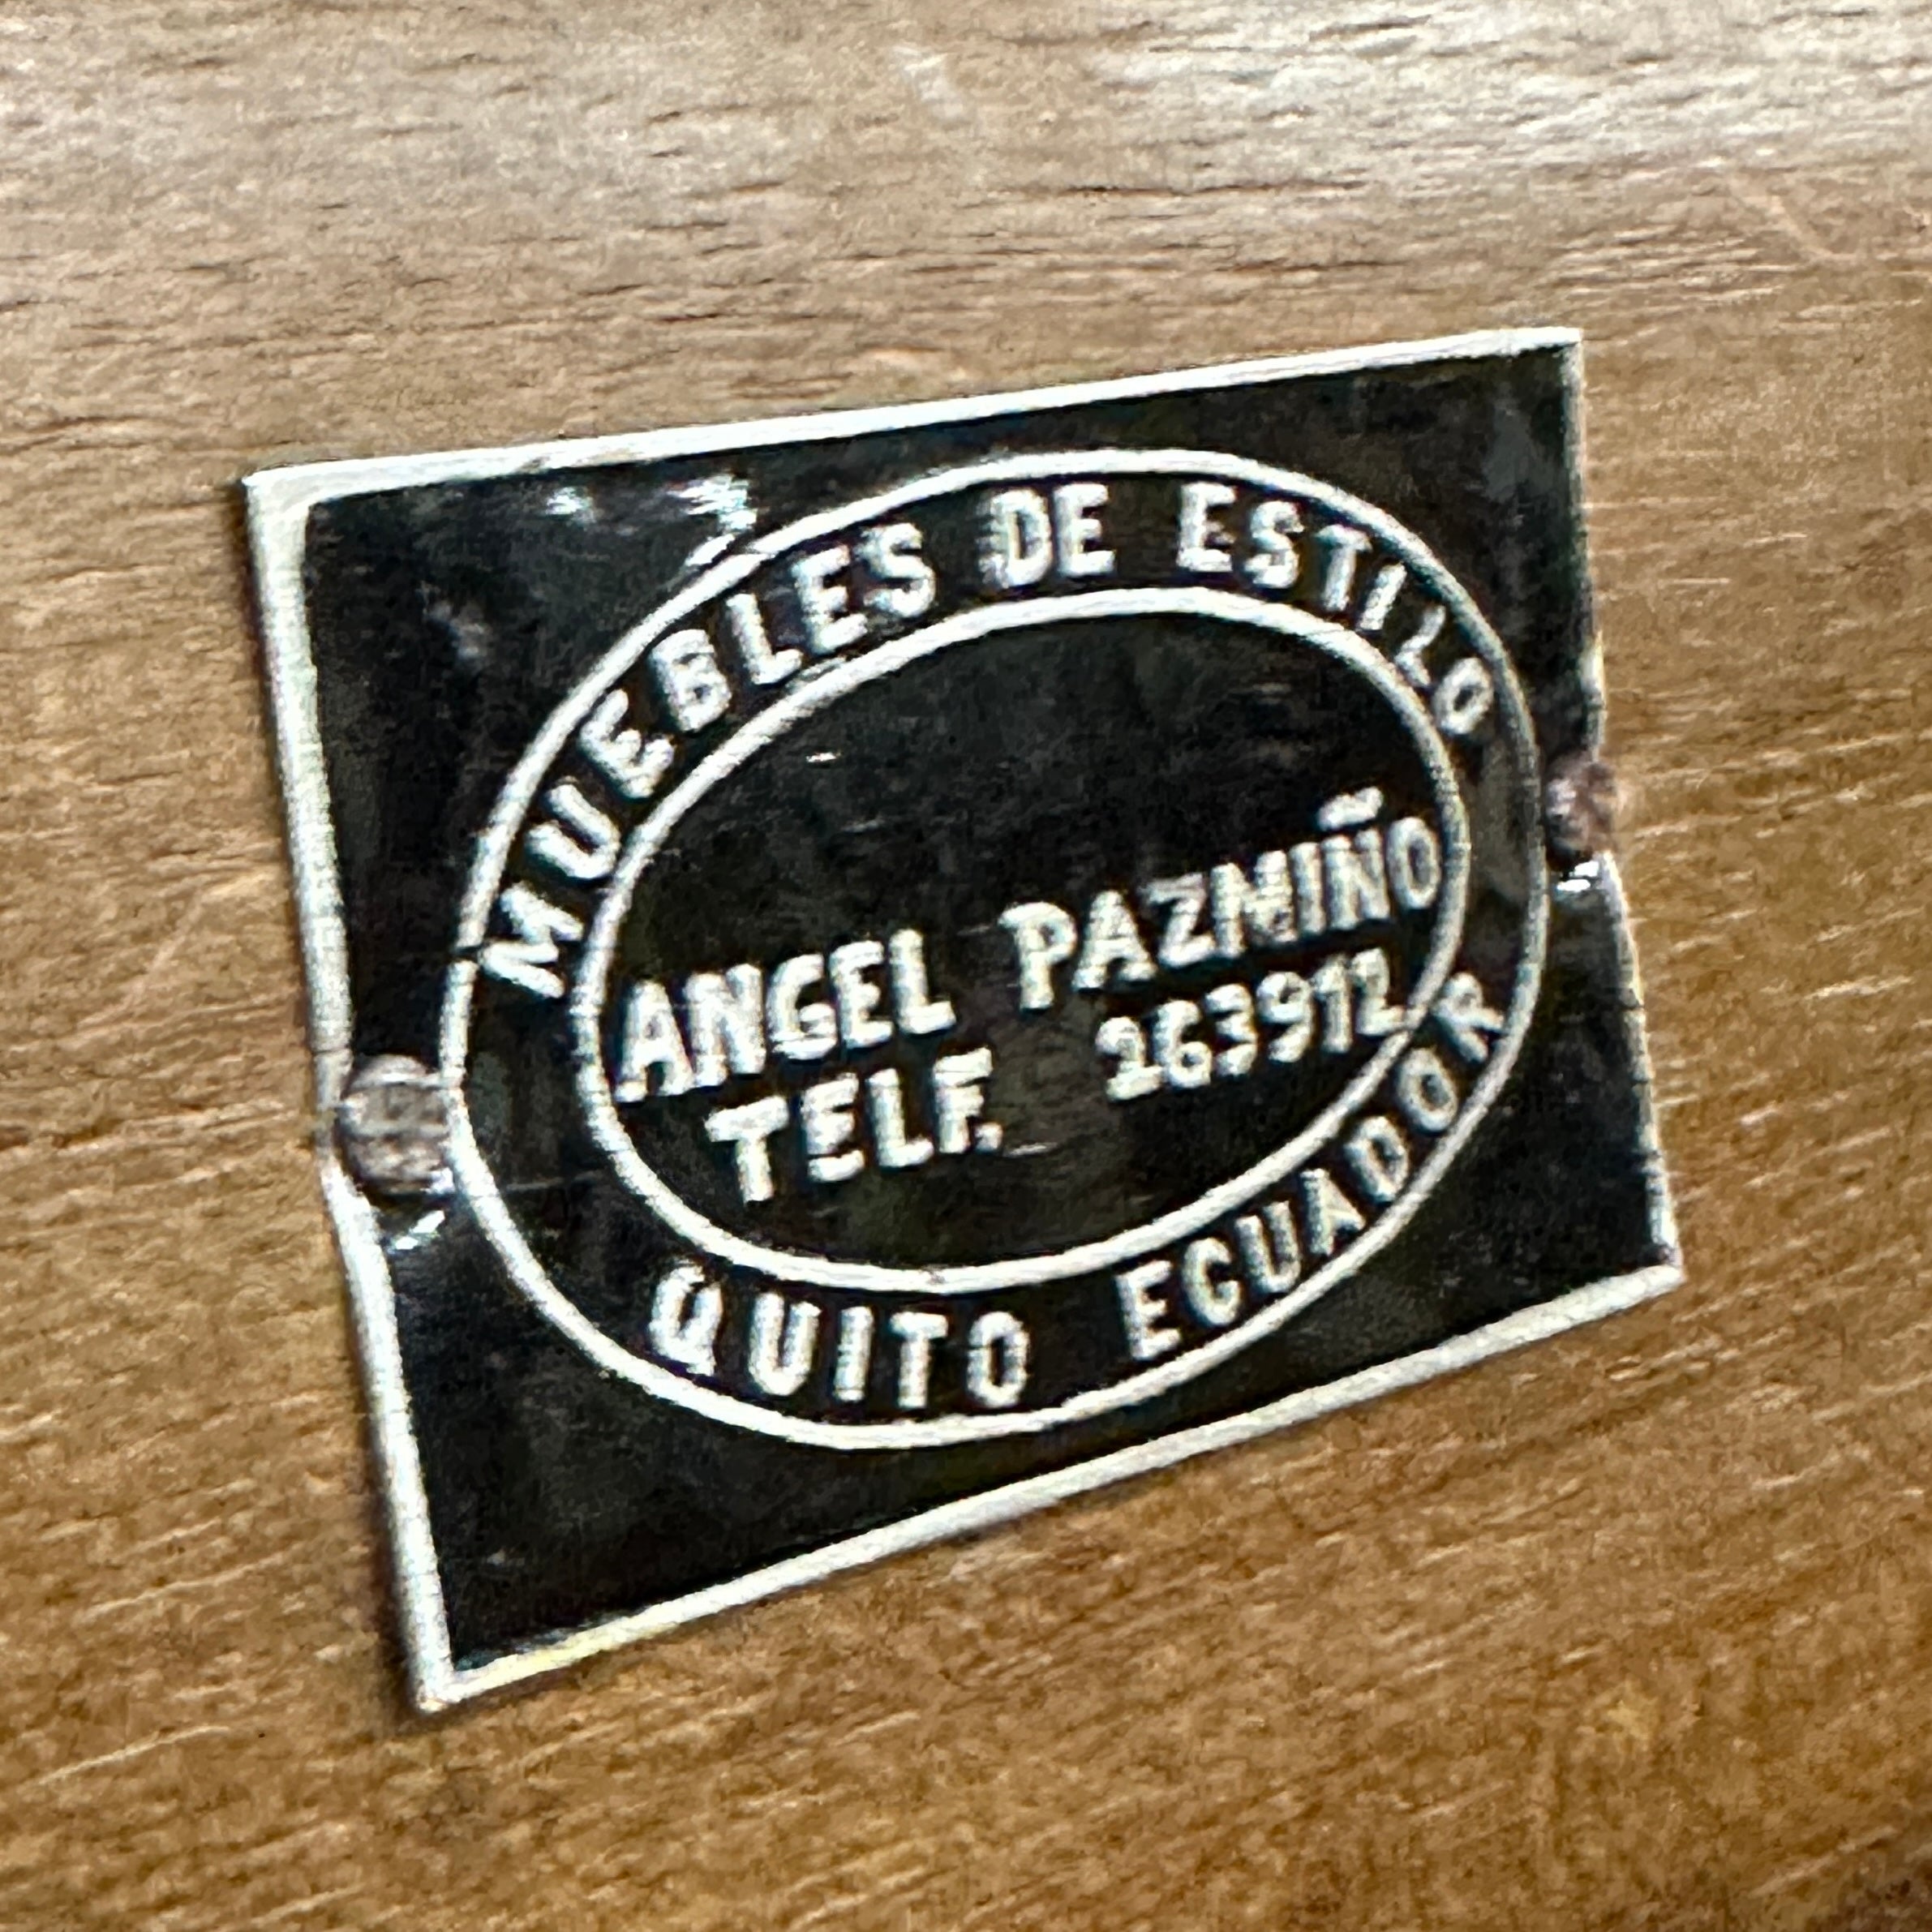 MUEBLES DE ESTILO
ANGEL PAZMIÑO
TELF. 263912
QUITO ECUADOR